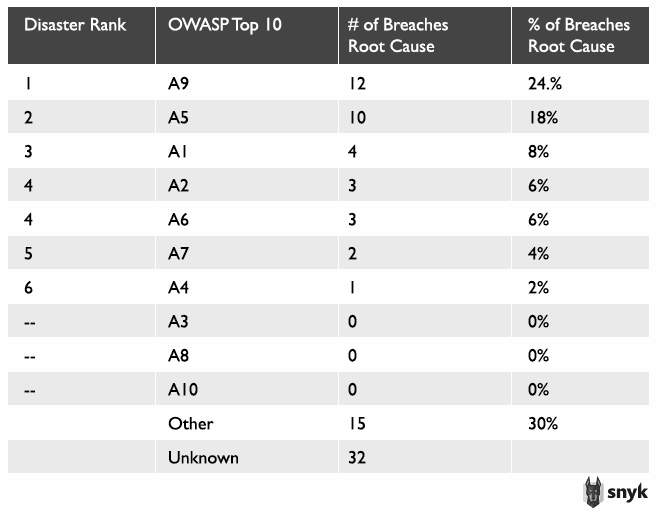 Disaster Rank OWASP Top 10 # of Breaches Root Cause % of Breaches Root Cause
1 A9 12 24.%
2 A5 10 18%
3 A1 4 8%
4 A2 3 6%
4 A6 3 6%
5 A7 2 4%
6 A4 1 2%
-- A3 0 0%
-- A8 0 0%
-- A10 0 0%
Other 15 30%
Unknown 32
snyk